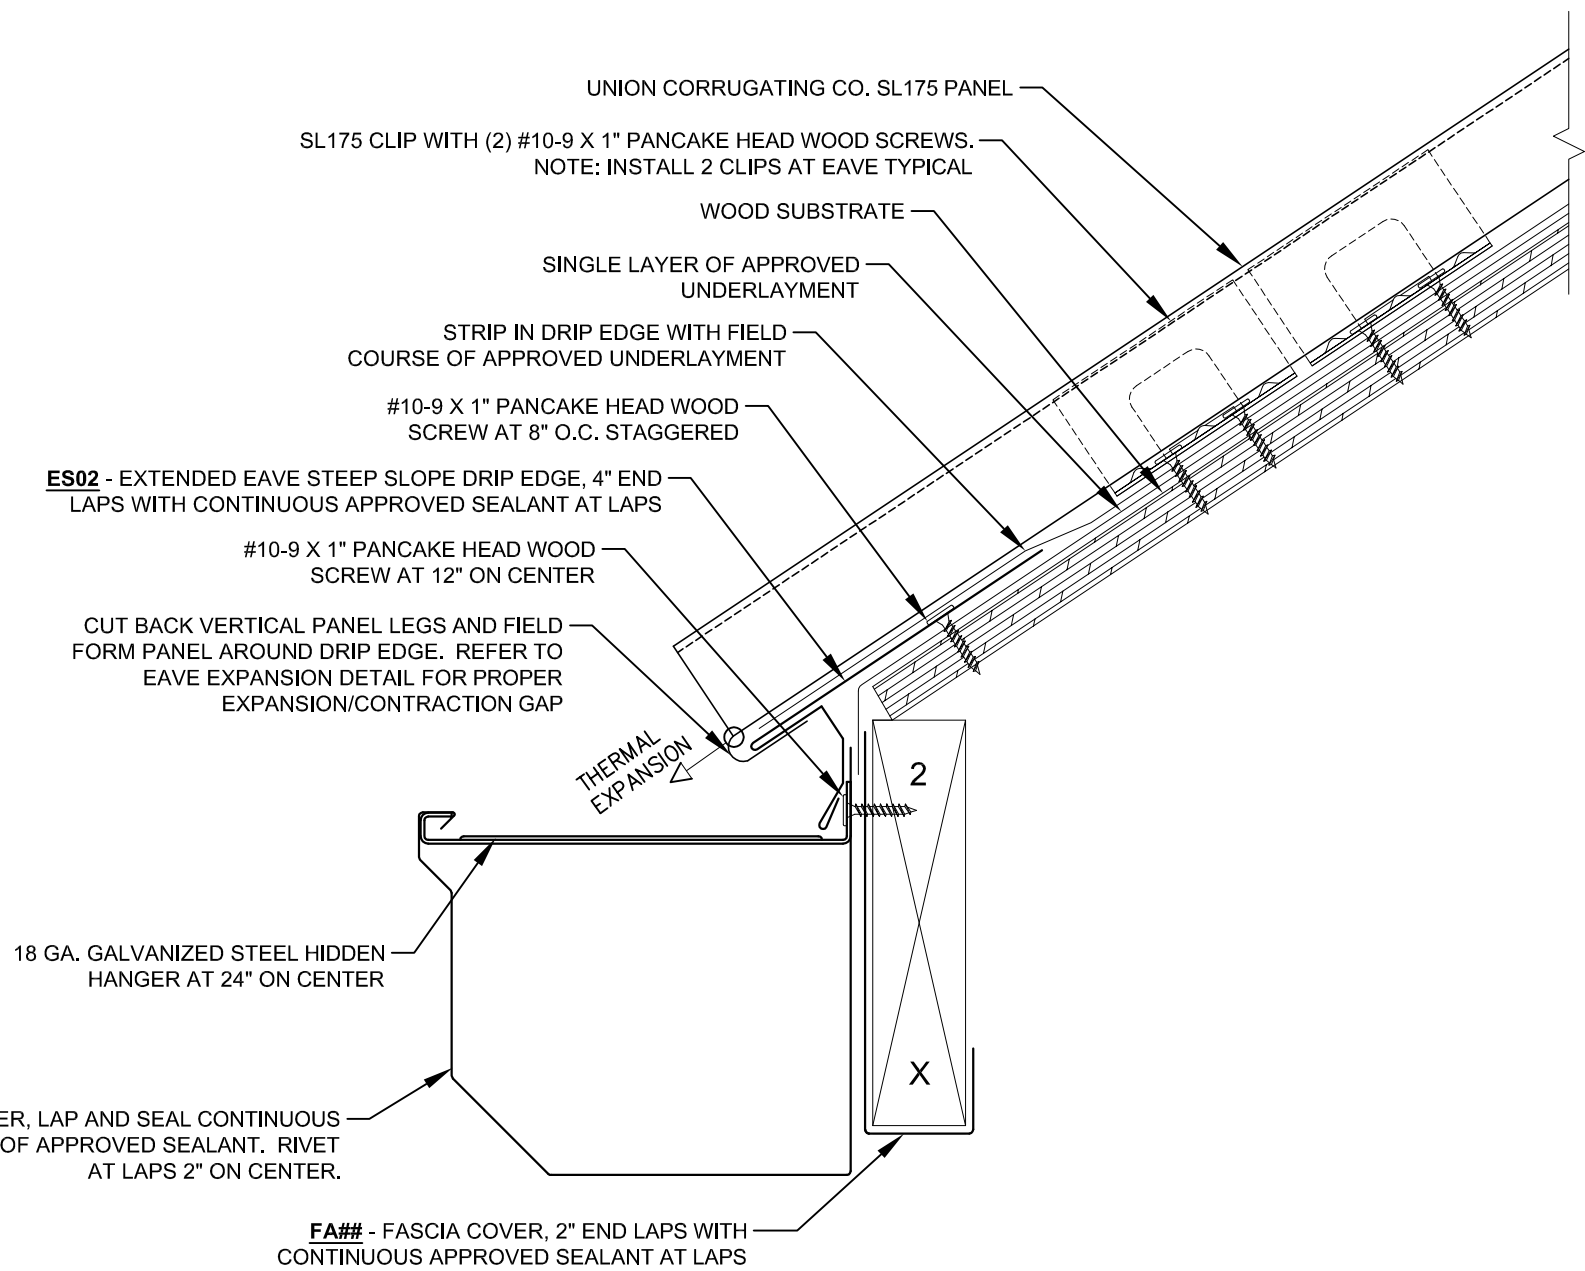 UNION CORRUGATING CO. SL175 PANEL
SL175 CLIP WITH (2) #10-9 X 1" PANCAKE HEAD WOOD SCREWS.
NOTE: INSTALL 2 CLIPS AT EAVE TYPICAL
WOOD SUBSTRATE
SINGLE LAYER OF APPROVED
UNDERLAYMENT
STRIP IN DRIP EDGE WITH FIELD
COURSE OF APPROVED UNDERLAYMENT
#10-9 X 1" PANCAKE HEAD WOOD
SCREW AT 8" O.C. STAGGERED
ES02 - EXTENDED EAVE STEEP SLOPE DRIP EDGE, 4" END
LAPS WITH CONTINUOUS APPROVED SEALANT AT LAPS
#10-9 X 1" PANCAKE HEAD WOOD
SCREW AT 12" ON CENTER
CUT BACK VERTICAL PANEL LEGS AND FIELD
FORM PANEL AROUND DRIP EDGE. REFER TO
EAVE EXPANSION DETAIL FOR PROPER
EXPANSION/CONTRACTION GAP
THERMAL
EXPANSION
2
X
18 GA. GALVANIZED STEEL HIDDEN
HANGER AT 24" ON CENTER
LAP AND SEAL CONTINUOUS
OF APPROVED SEALANT. RIVET
AT LAPS 2" ON CENTER.
FA## - FASCIA COVER, 2" END LAPS WITH
CONTINUOUS APPROVED SEALANT AT LAPS